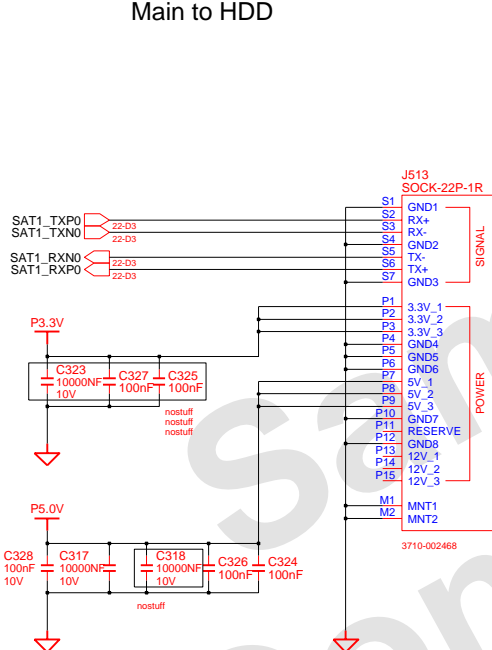 Main to HDD
J513
SOCK-22P-1R
SAT1_TXP0
22-D3
SAT1_TXN0
22-D3
SAT1_RXN0
22-D3
SAT1_RXP0
22-D3
S1 GND1
S2 RX+
S3 RX-
S4 GND2
S5 TX-
S6 TX+
S7 GND3
SIGNAL
P1 3.3V_1
P2 3.3V_2
P3 3.3V_3
P4 GND4
P5 GND5
P6 GND6
P7 5V_1
P8 5V_2
P9 5V_3
P10 GND7
P11 RESERVE
P12 GND8
P13 12V_1
P14 12V_2
P15 12V_3
POWER
M1 MNT1
M2 MNT2
3710-002468
P3.3V
C323
10000NF
10V
C327
100nF
C325
100nF
nostuff
nostuff
nostuff
P5.0V
C328
100nF
10V
C317
10000NF
10V
C318
10000NF
10V
C326
100nF
C324
100nF
nostuff